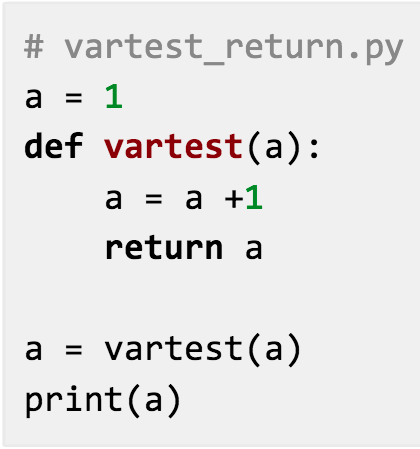 # vartest_return.py
a = 1
def vartest(a):
    a = a +1
    return a

a = vartest(a)
print(a)